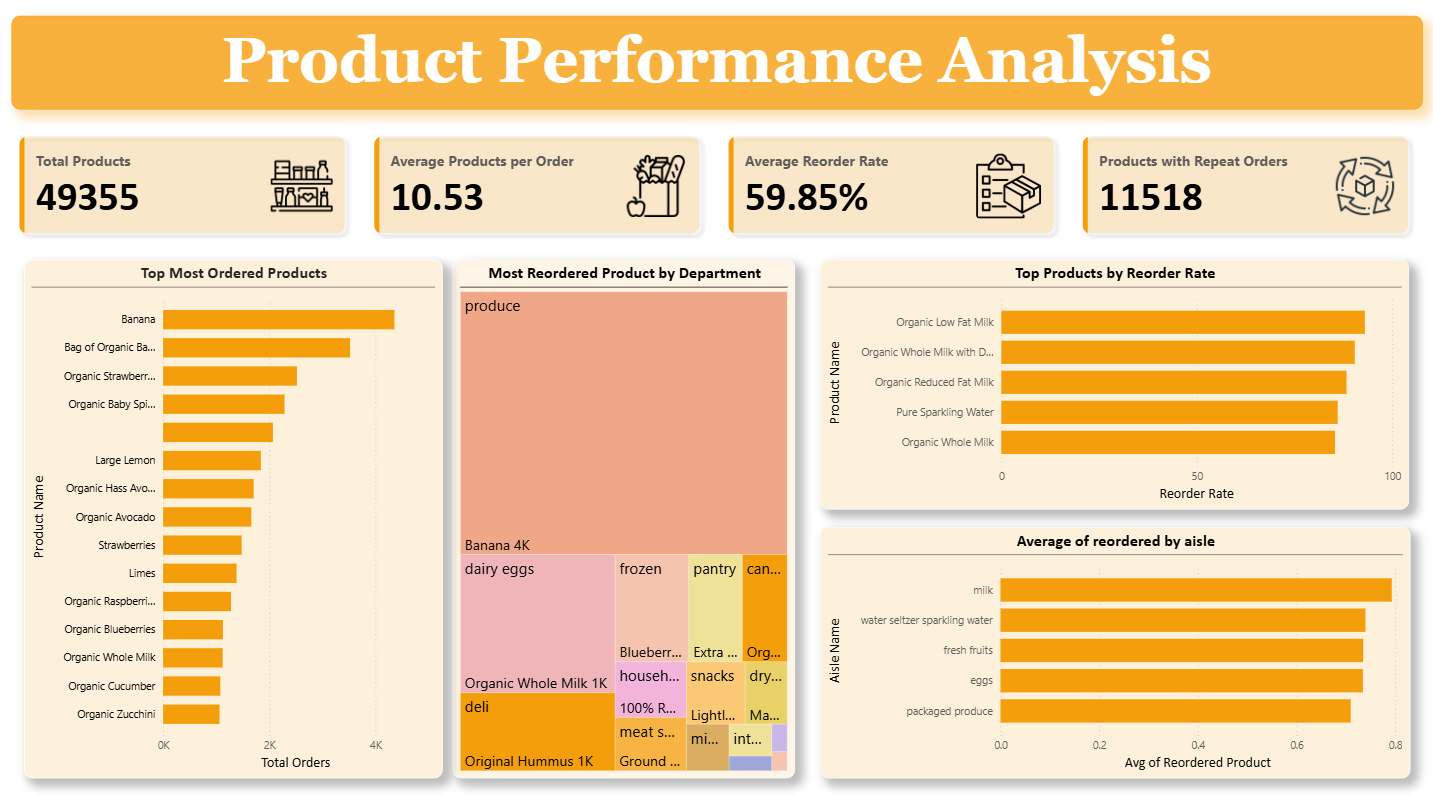 Product Performance Analysis
Total Products
49355
Average Products per Order
10.53
Average Reorder Rate
59.85%
Products with Repeat Orders
11518
Top Most Ordered Products
Product Name
Banana
Bag of Organic Ba...
Organic Strawberr...
Organic Baby Spi...
Large Lemon
Organic Hass Avo...
Organic Avocado
Strawberries
Limes
Organic Raspberri...
Organic Blueberries
Organic Whole Milk
Organic Cucumber
Organic Zucchini
0K 2K 4K
Total Orders
Most Reordered Product by Department
produce
Banana 4K
dairy eggs
Organic Whole Milk 1K
deli
Original Hummus 1K
frozen
Blueberr...
pantry
Extra ...
can...
Org...
househ...
100% R...
snacks
Lightl...
dry...
Ma...
meat s...
Ground ...
mi...
int...
Top Products by Reorder Rate
Product Name
Organic Low Fat Milk
Organic Whole Milk with D...
Organic Reduced Fat Milk
Pure Sparkling Water
Organic Whole Milk
0 50 100
Reorder Rate
Average of reordered by aisle
Aisle Name
milk
water seltzer sparkling water
fresh fruits
eggs
packaged produce
0.0 0.2 0.4 0.6 0.8
Avg of Reordered Product